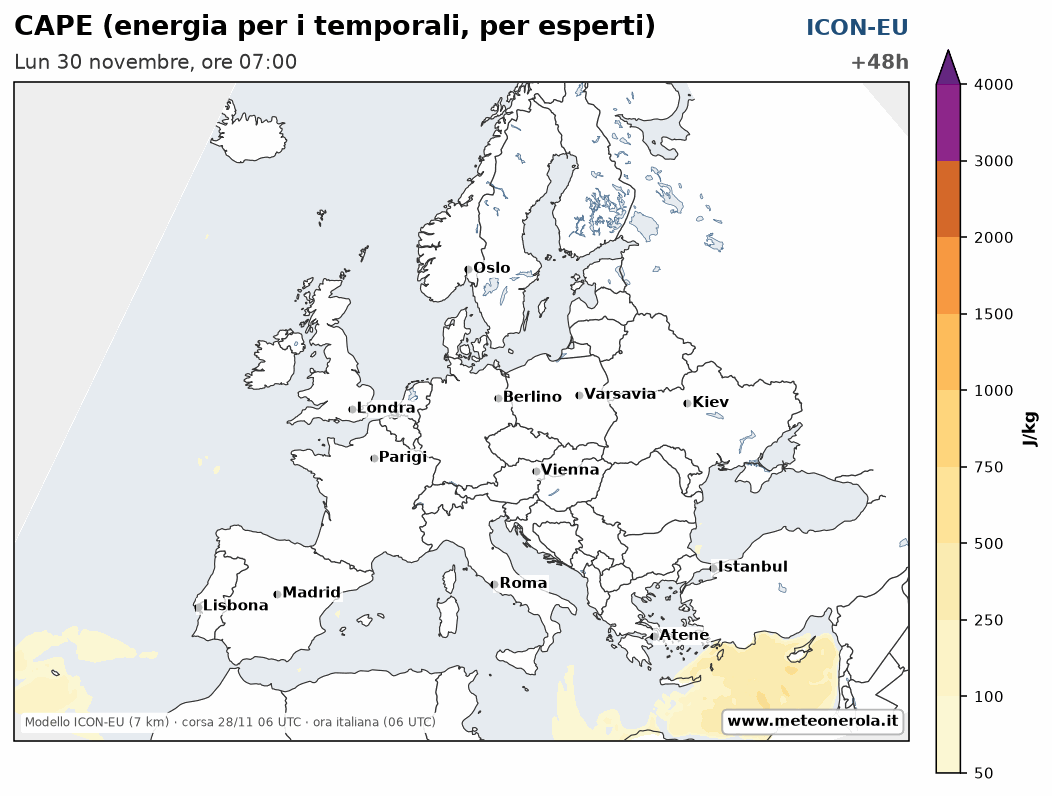 CAPE (energia per i temporali, per esperti)
ICON-EU
Lun 30 novembre, ore 07:00
+48h
4000
3000
2000
1500
1000
750
500
250
100
50
J/kg
Oslo
Londra
Berlino
Varsavia
Kiev
Parigi
Vienna
Istanbul
Roma
Madrid
Lisbona
Atene
Modello ICON-EU (7 km) · corsa 28/11 06 UTC · ora italiana (06 UTC)
www.meteonerola.it